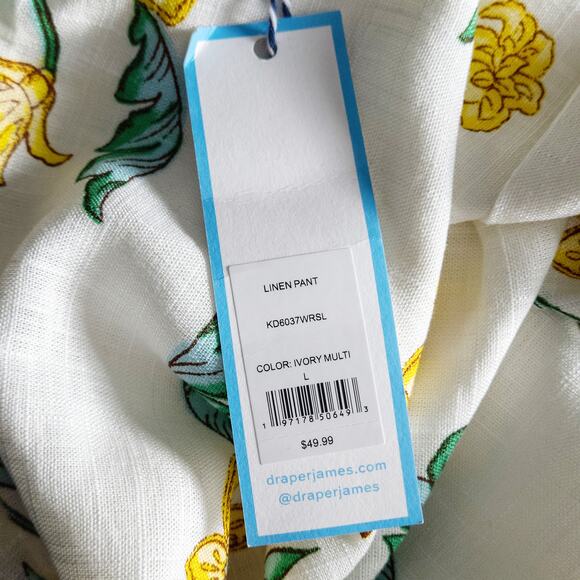 LINEN PANT
KD6037WRSL
COLOR: IVORY MULTI
L
1 97178 50649 3
$49.99
draperjames.com
@draperjames